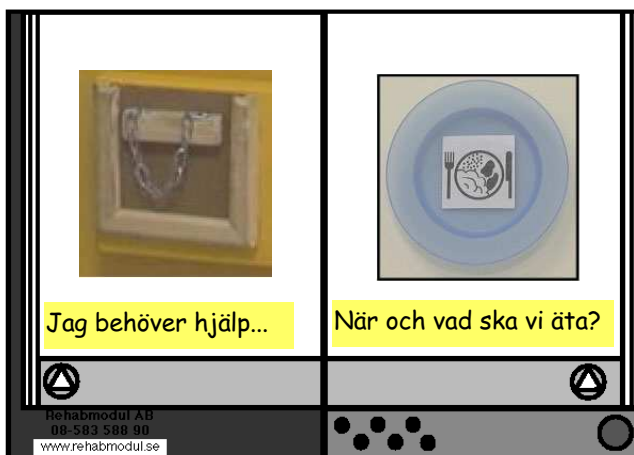 Jag behöver hjälp...
När och vad ska vi äta?
Rehabmodul AB
08-583 588 90
www.rehabmodul.se